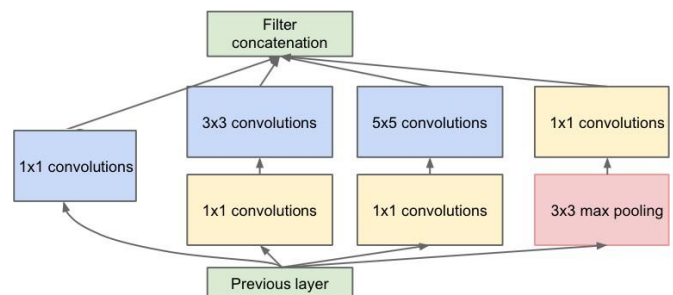 Filter
concatenation
3x3 convolutions
5x5 convolutions
1x1 convolutions
1x1 convolutions
1x1 convolutions
1x1 convolutions
3x3 max pooling
Previous layer